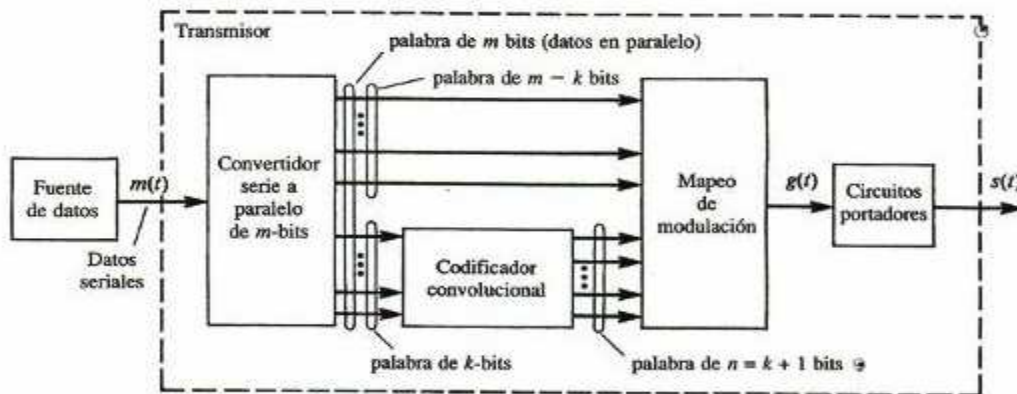 Transmisor
palabra de m bits (datos en paralelo)
palabra de m − k bits
Fuente
de datos
m(t)
Datos
seriales
Convertidor
serie a
paralelo
de m-bits
Codificador
convolucional
Mapeo
de
modulación
g(t)
Circuitos
portadores
s(t)
palabra de k-bits
palabra de n = k + 1 bits